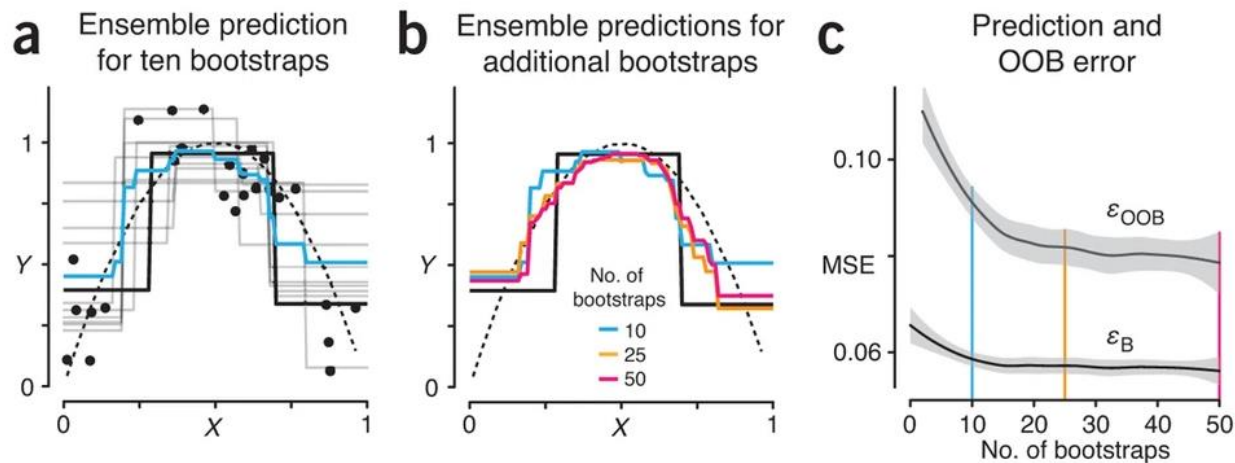 a
Ensemble prediction
for ten bootstraps
1
Y
0
0
X
1
b
Ensemble predictions for
additional bootstraps
1
Y
0
No. of
bootstraps
10
25
50
0
X
1
c
Prediction and
OOB error
0.10
MSE
0.06
εOOB
εB
0 10 20 30 40 50
No. of bootstraps